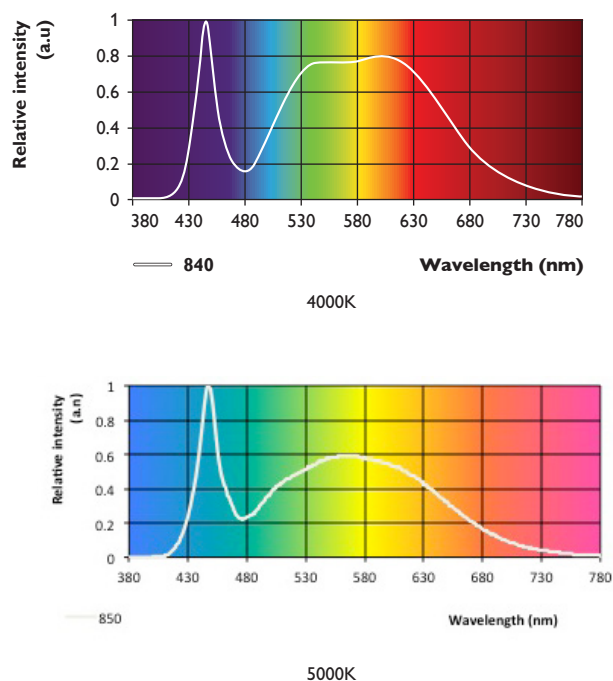 Relative intensity
(a.u)
1
0.8
0.6
0.4
0.2
0
380 430 480 530 580 630 680 730 780
840
Wavelength (nm)
4000K
Relative intensity
(a.n)
1
0.8
0.6
0.4
0.2
0
380 430 480 530 580 630 680 730 780
850
Wavelength (nm)
5000K